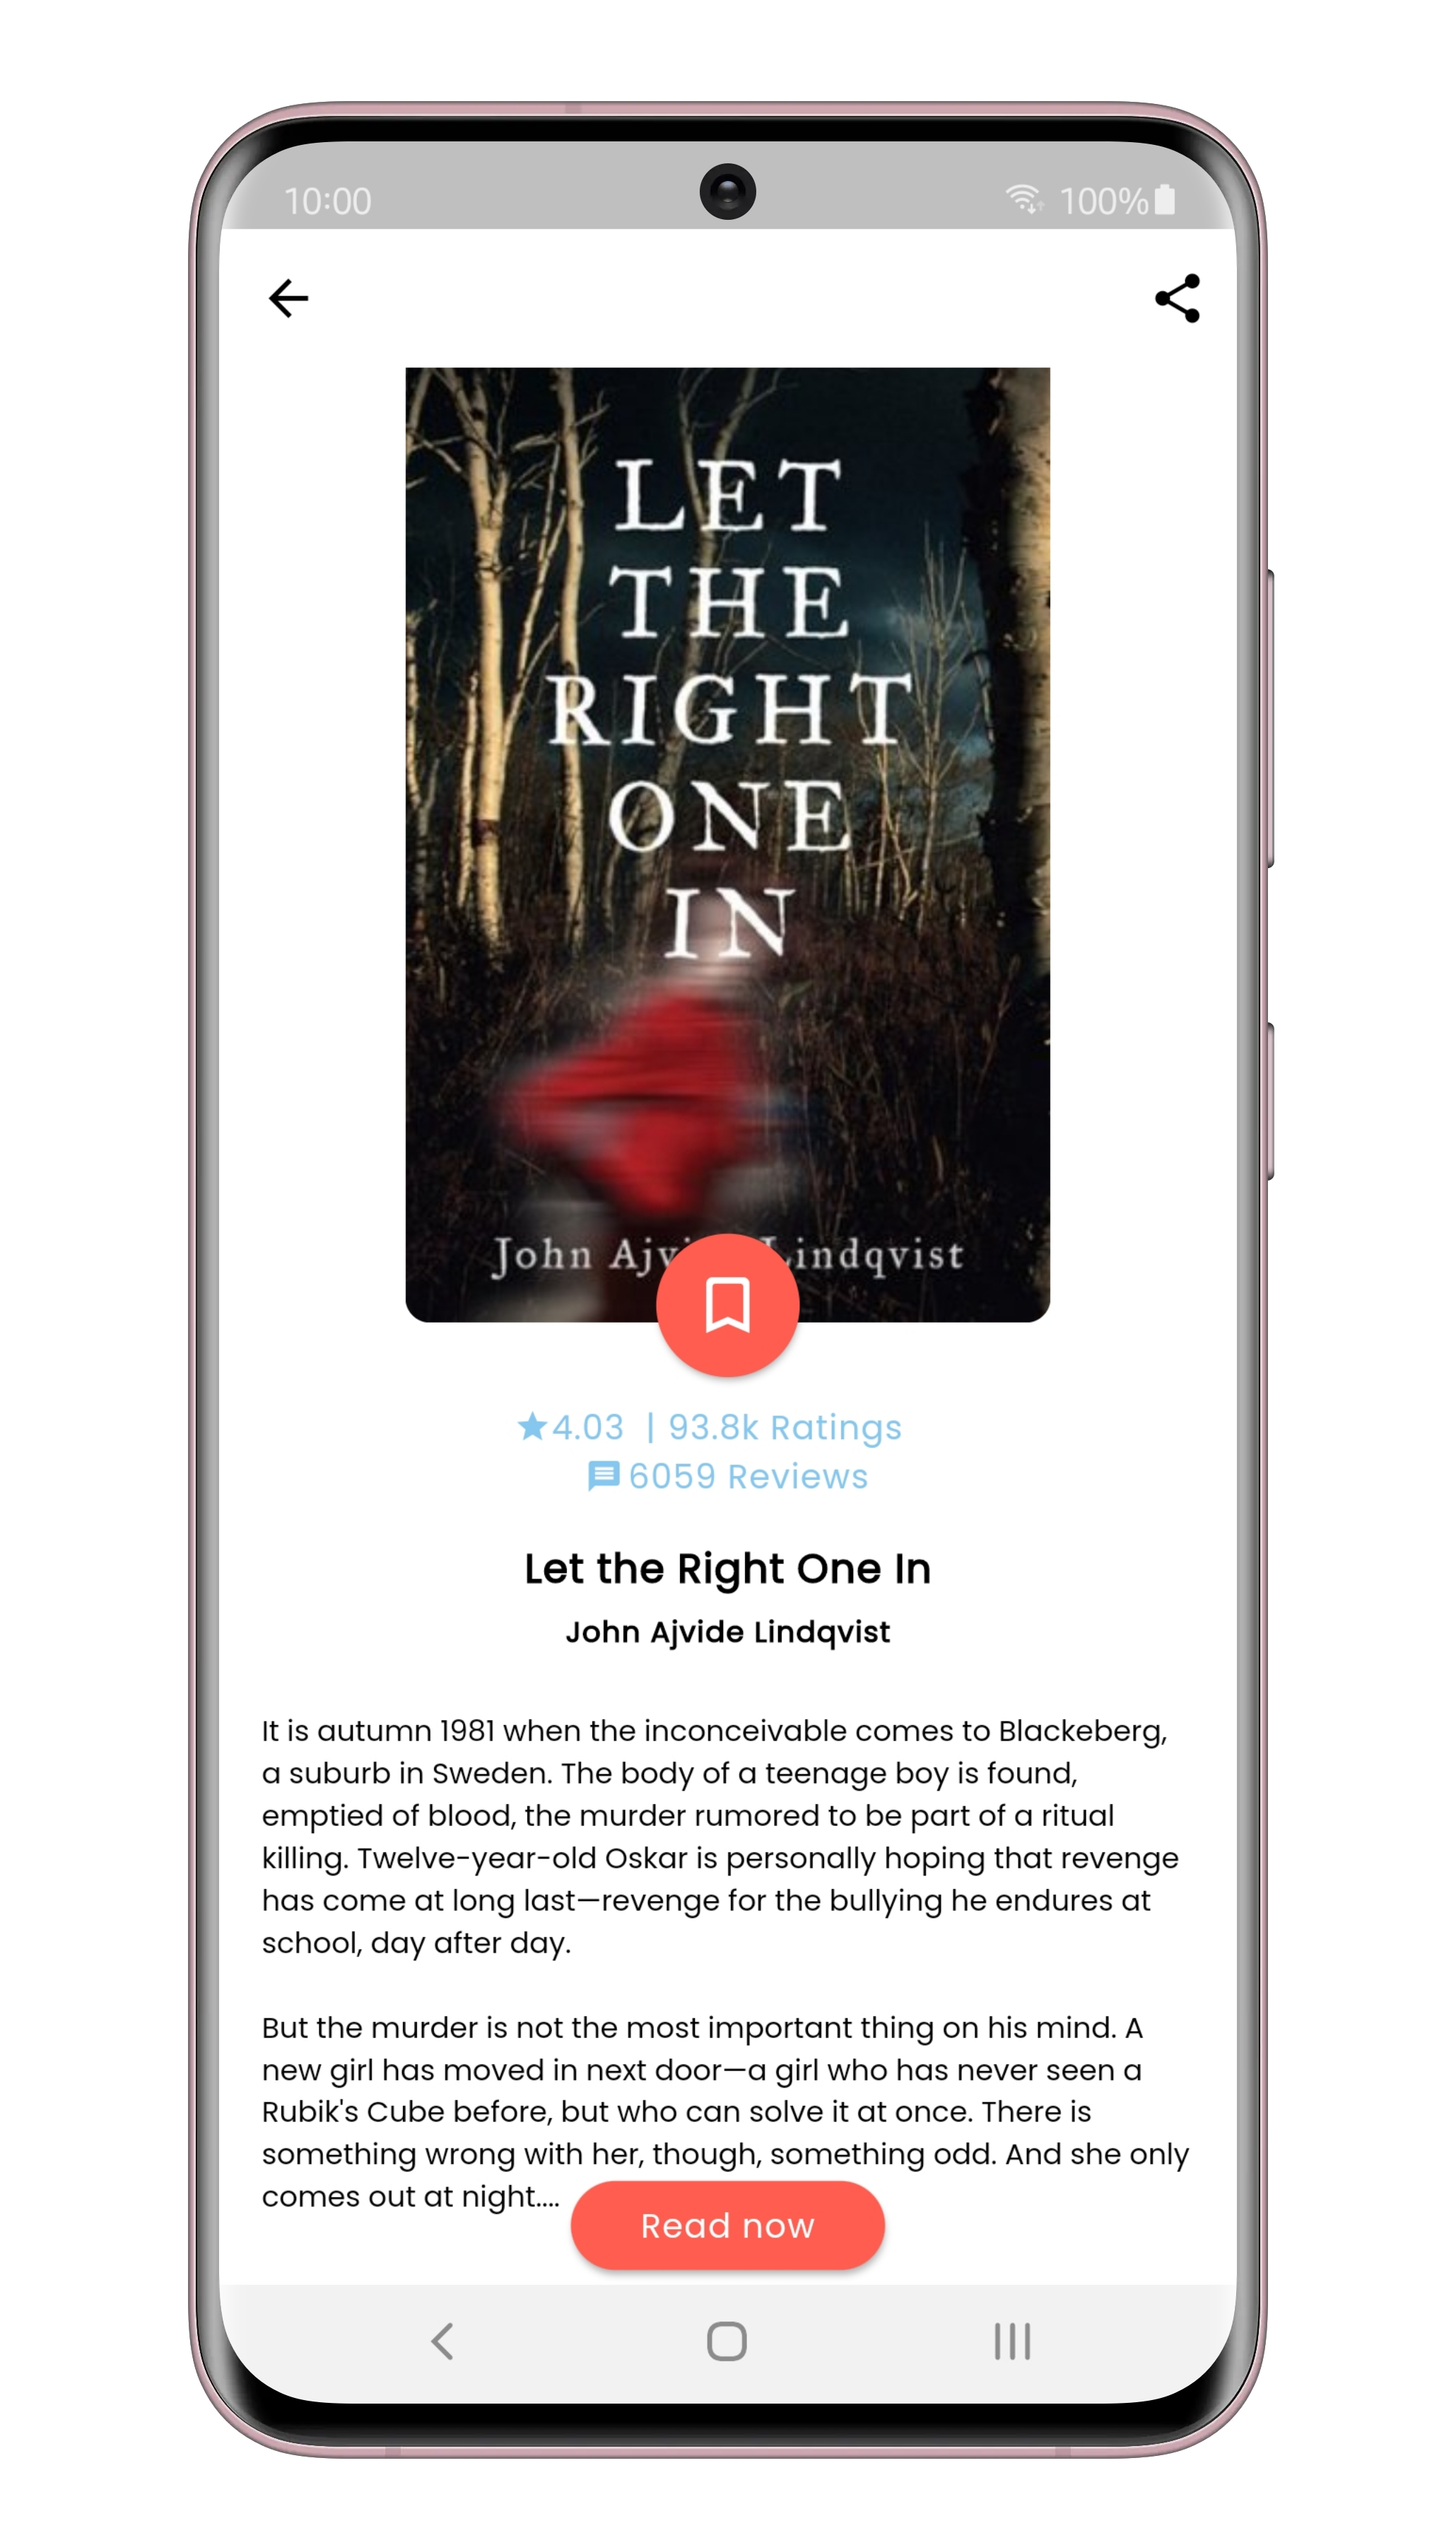 10:00
100%
LET
THE
RIGHT
ONE
IN
John Lindqvist
4.03 | 93.8k Ratings
6059 Reviews
Let the Right One In
John Ajvide Lindqvist
It is autumn 1981 when the inconceivable comes to Blackeberg,
a suburb in Sweden. The body of a teenage boy is found,
emptied of blood, the murder rumored to be part of a ritual
killing. Twelve-year-old Oskar is personally hoping that revenge
has come at long last—revenge for the bullying he endures at
school, day after day.
But the murder is not the most important thing on his mind. A
new girl has moved in next door—a girl who has never seen a
Rubik's Cube before, but who can solve it at once. There is
something wrong with her, though, something odd. And she only
comes out at night....
Read now